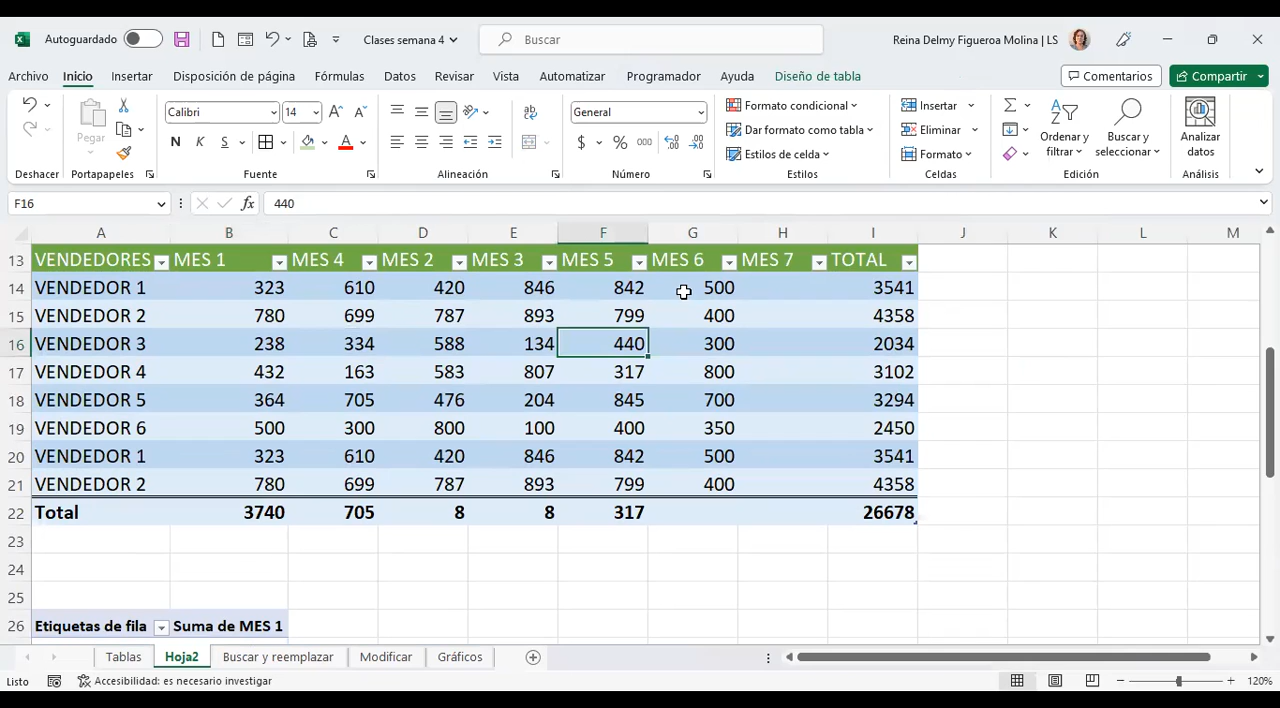 Autoguardado Clases semana 4 Buscar Reina Delmy Figueroa Molina | LS
Archivo Inicio Insertar Disposición de página Fórmulas Datos Revisar Vista Automatizar Programador Ayuda Diseño de tabla Comentarios Compartir
Pegar Calibri 14 General Formato condicional Insertar
Dar formato como tabla Eliminar Ordenar y filtrar Buscar y seleccionar Analizar datos
N K S $ % 000 Estilos de celda Formato
Deshacer Portapapeles Fuente Alineación Número Estilos Celdas Edición Análisis
F16 fx 440
A B C D E F G H I J K L M
13 VENDEDORES MES 1 MES 4 MES 2 MES 3 MES 5 MES 6 MES 7 TOTAL
14 VENDEDOR 1 323 610 420 846 842 500 3541
15 VENDEDOR 2 780 699 787 893 799 400 4358
16 VENDEDOR 3 238 334 588 134 440 300 2034
17 VENDEDOR 4 432 163 583 807 317 800 3102
18 VENDEDOR 5 364 705 476 204 845 700 3294
19 VENDEDOR 6 500 300 800 100 400 350 2450
20 VENDEDOR 1 323 610 420 846 842 500 3541
21 VENDEDOR 2 780 699 787 893 799 400 4358
22 Total 3740 705 8 8 317 26678
23
24
25
26 Etiquetas de fila Suma de MES 1
Tablas Hoja2 Buscar y reemplazar Modificar Gráficos
Listo Accesibilidad: es necesario investigar 120%